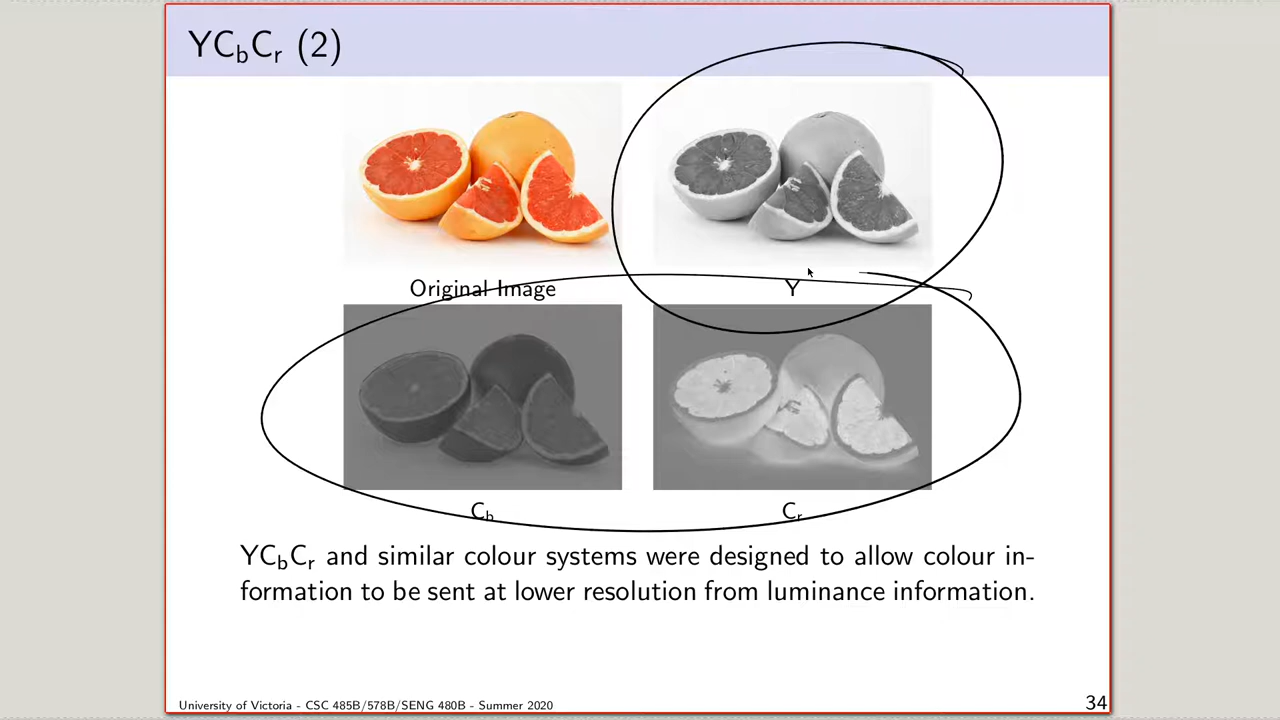 YCbCr (2)
Original Image
Y
Cb
Cr
YCbCr and similar colour systems were designed to allow colour in-
formation to be sent at lower resolution from luminance information.
University of Victoria - CSC 485B/578B/SENG 480B - Summer 2020
34